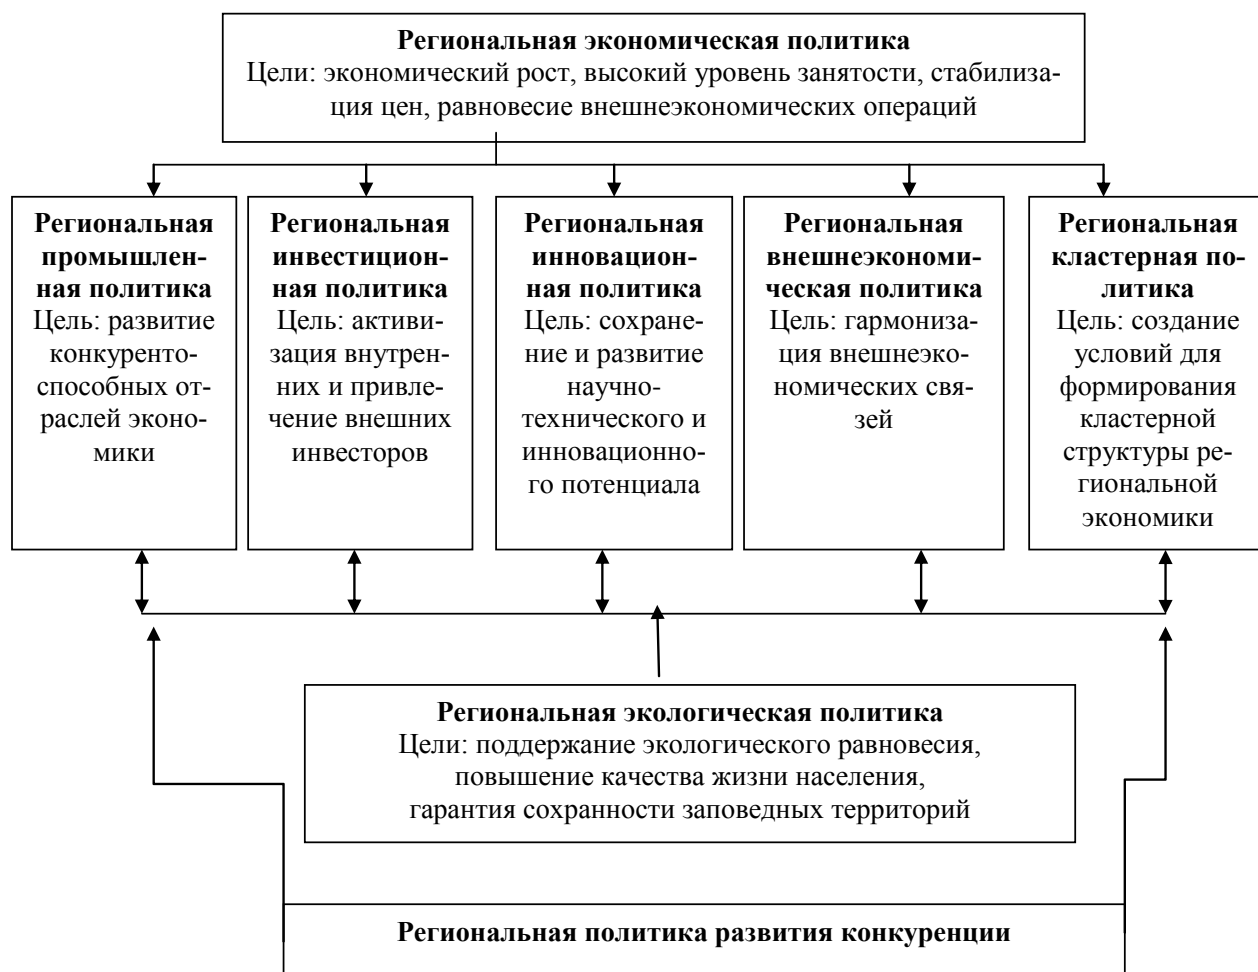 Региональная экономическая политика
Цели: экономический рост, высокий уровень занятости, стабилиза-
ция цен, равновесие внешнеэкономических операций
Региональная
промышлен-
ная политика
Цель: развитие
конкуренто-
способных от-
раслей эконо-
мики
Региональная
инвестицион-
ная политика
Цель: активи-
зация внутрен-
них и привле-
чение внешних
инвесторов
Региональная
инновацион-
ная политика
Цель: сохране-
ние и развитие
научно-
технического и
инновационно-
го потенциала
Региональная
внешнеэкономи-
ческая политика
Цель: гармониза-
ция внешнеэко-
номических свя-
зей
Региональная
кластерная по-
литика
Цель: создание
условий для
формирования
кластерной
структуры ре-
гиональной
экономики
Региональная экологическая политика
Цели: поддержание экологического равновесия,
повышение качества жизни населения,
гарантия сохранности заповедных территорий
Региональная политика развития конкуренции